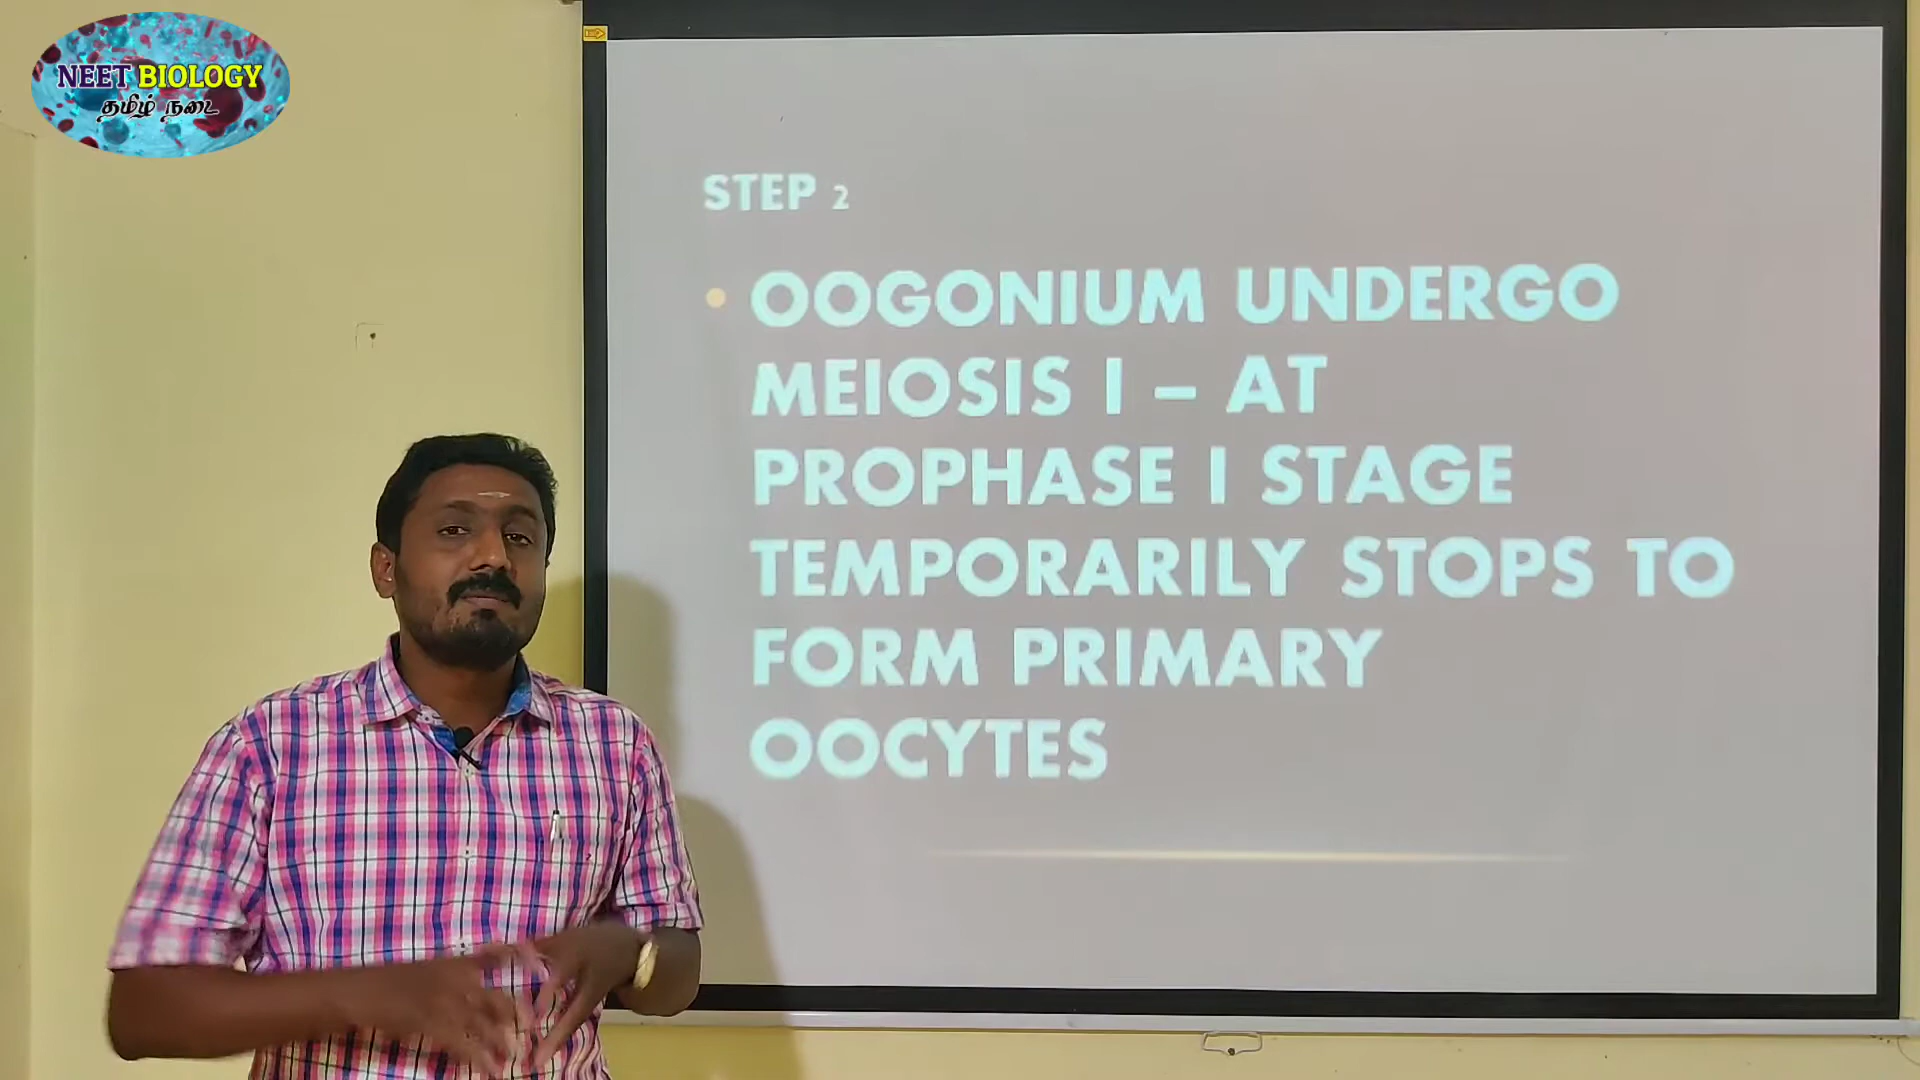 NEET BIOLOGY
தமிழ் நடை
STEP 2
• OOGONIUM UNDERGO
MEIOSIS I – AT
PROPHASE I STAGE
TEMPORARILY STOPS TO
FORM PRIMARY
OOCYTES